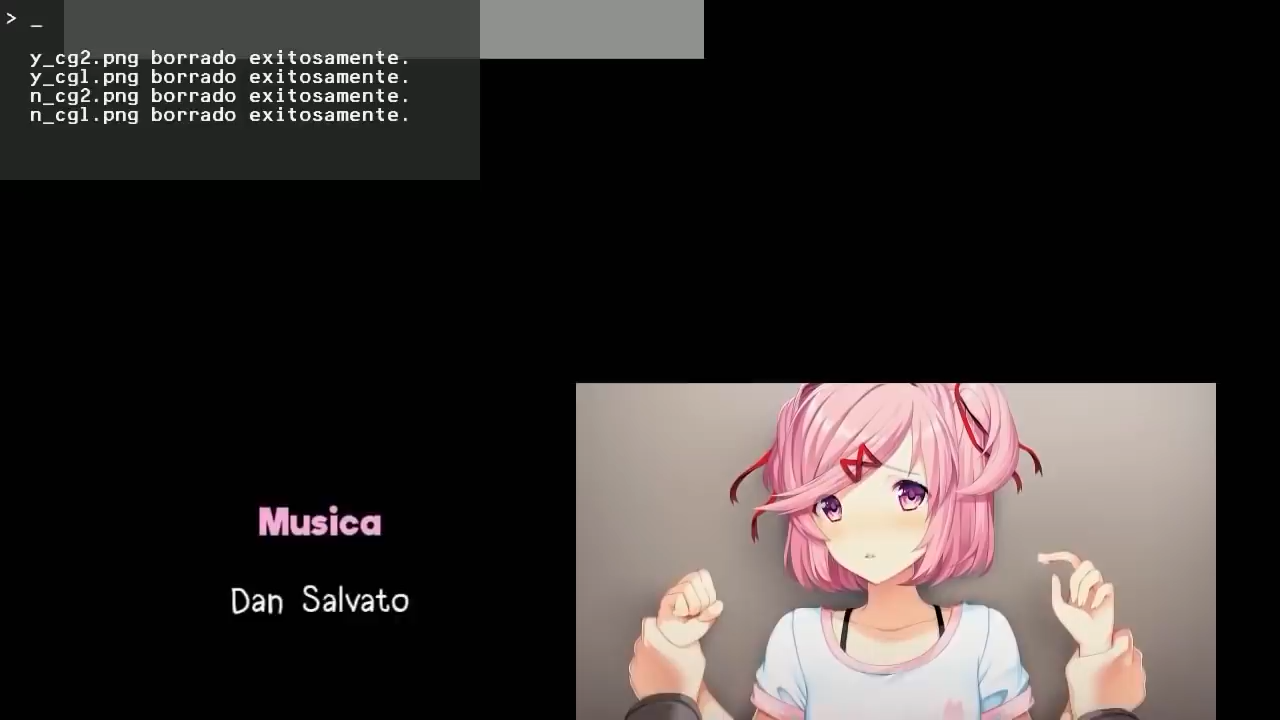 > _
y_cg2.png borrado exitosamente.
y_cg1.png borrado exitosamente.
n_cg2.png borrado exitosamente.
n_cg1.png borrado exitosamente.
Musica
Dan Salvato